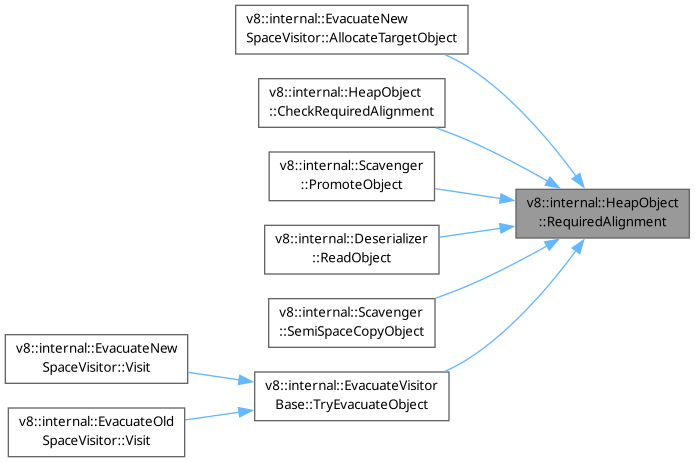 v8::internal::EvacuateNew
SpaceVisitor::AllocateTargetObject
v8::internal::HeapObject
::CheckRequiredAlignment
v8::internal::Scavenger
::PromoteObject
v8::internal::HeapObject
::RequiredAlignment
v8::internal::Deserializer
::ReadObject
v8::internal::Scavenger
::SemiSpaceCopyObject
v8::internal::EvacuateNew
SpaceVisitor::Visit
v8::internal::EvacuateVisitor
Base::TryEvacuateObject
v8::internal::EvacuateOld
SpaceVisitor::Visit